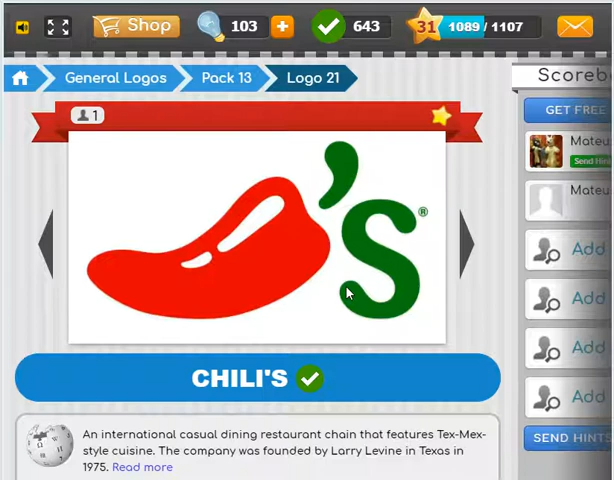 Shop
103
643
31
1089 / 1107
General Logos
Pack 13
Logo 21
Scoreb
GET FREE
1
's®
Mateu
Send Hin
Mateu
Add
Add
Add
Add
CHILI'S
SEND HINTS
An international casual dining restaurant chain that features Tex-Mex-
style cuisine. The company was founded by Larry Levine in Texas in
1975. Read more